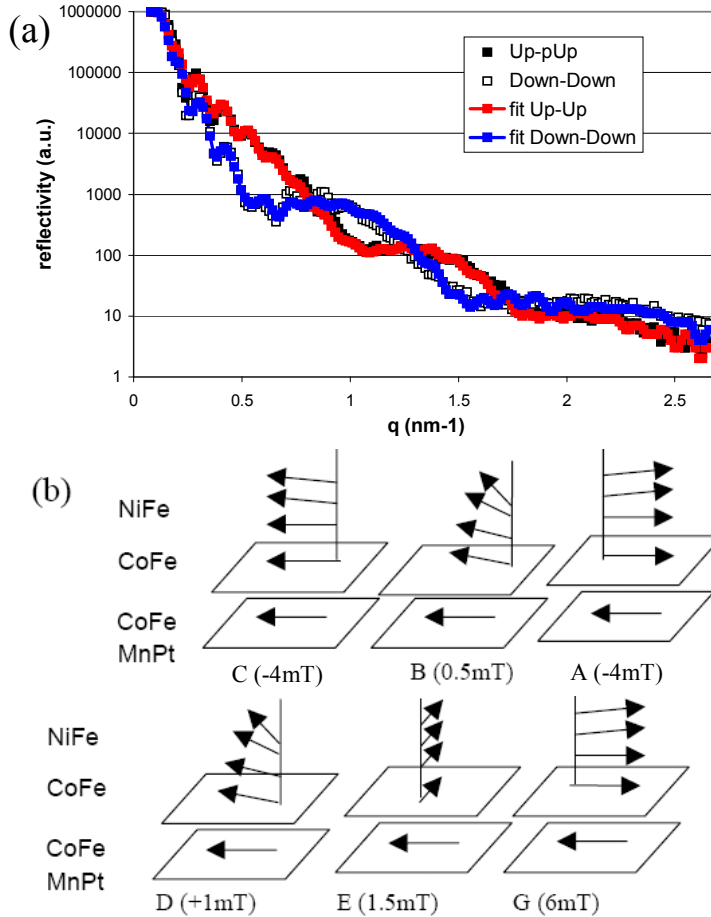 (a)
1000000
100000
10000
1000
100
10
1
reflectivity (a.u.)
Up-pUp
Down-Down
fit Up-Up
fit Down-Down
0 0.5 1 1.5 2 2.5
q (nm-1)
(b)
NiFe
CoFe
CoFe
MnPt
C (-4mT) B (0.5mT) A (-4mT)
NiFe
CoFe
CoFe
MnPt
D (+1mT) E (1.5mT) G (6mT)